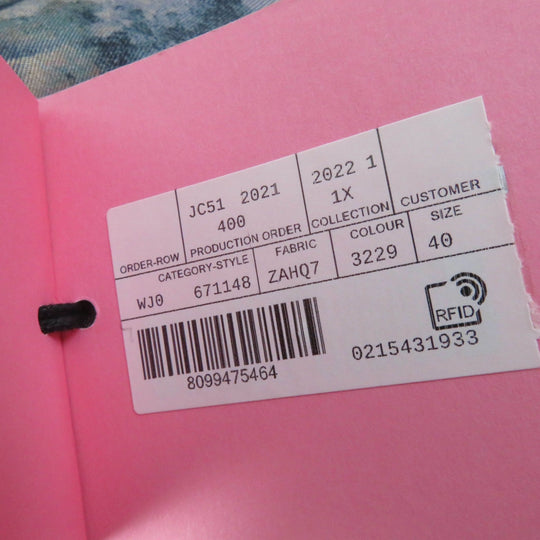 JC51 2021
400
2022 1
1X
ORDER-ROW
PRODUCTION ORDER
COLLECTION
CUSTOMER
CATEGORY-STYLE
FABRIC
COLOUR
SIZE
WJ0 671148
ZAHQ7
3229
40
RFID
8099475464
0215431933